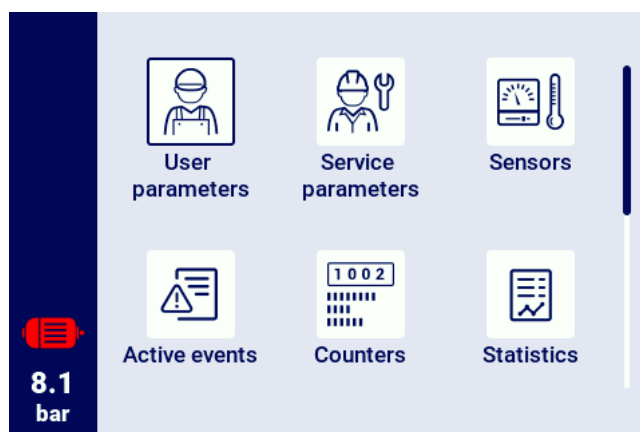 User
parameters
Service
parameters
Sensors
1002
Active events
Counters
Statistics
8.1
bar